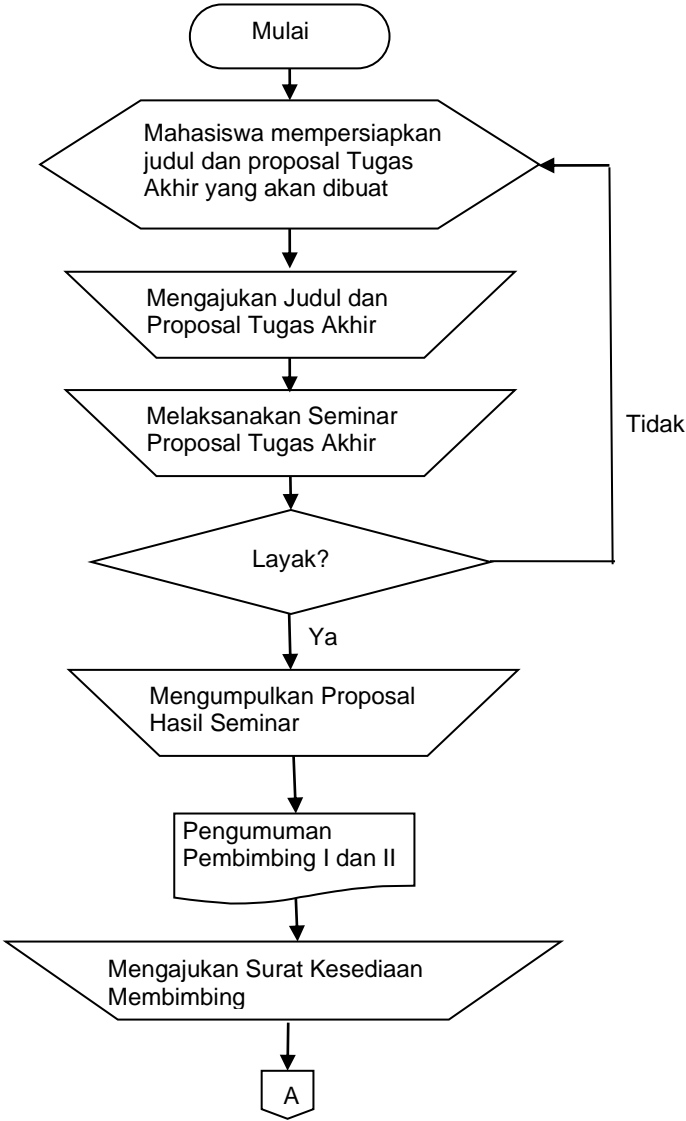 Mulai
Mahasiswa mempersiapkan
judul dan proposal Tugas
Akhir yang akan dibuat
Mengajukan Judul dan
Proposal Tugas Akhir
Melaksanakan Seminar
Proposal Tugas Akhir
Tidak
Layak?
Ya
Mengumpulkan Proposal
Hasil Seminar
Pengumuman
Pembimbing I dan II
Mengajukan Surat Kesediaan
Membimbing
A